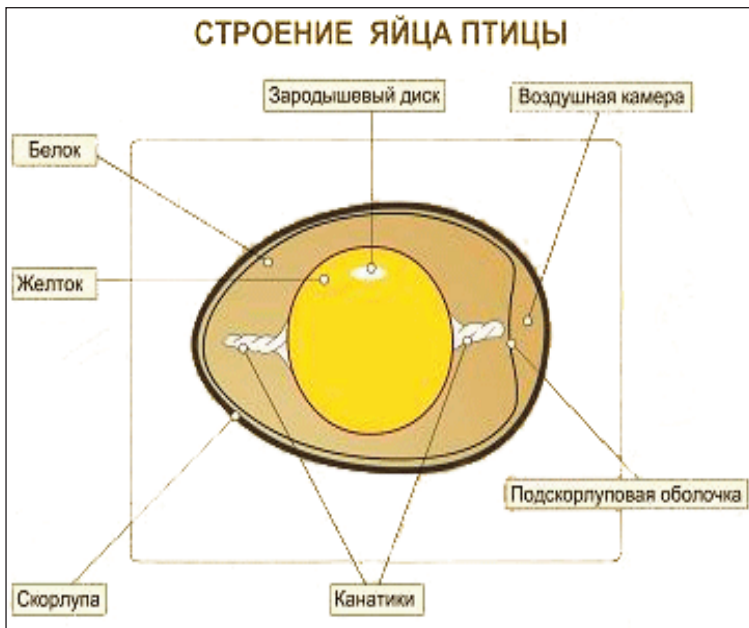 СТРОЕНИЕ ЯЙЦА ПТИЦЫ
Зародышевый диск
Воздушная камера
Белок
Желток
Подскорлуповая оболочка
Скорлупа
Канатики